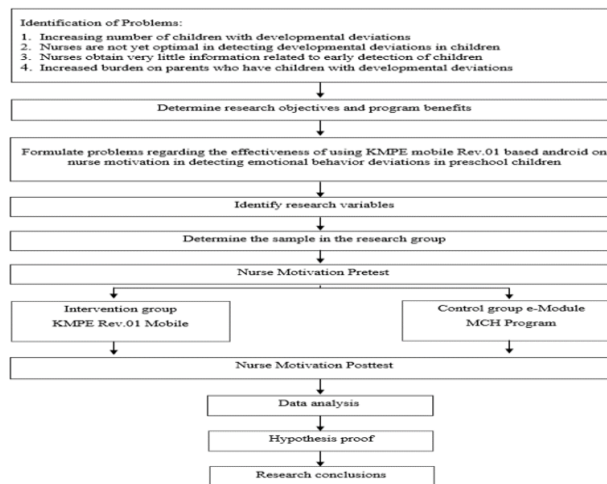 Identification of Problems:
1. Increasing number of children with developmental deviations
2. Nurses are not yet optimal in detecting developmental deviations in children
3. Nurses obtain very little information related to early detection of children
4. Increased burden on parents who have children with developmental deviations
Determine research objectives and program benefits
Formulate problems regarding the effectiveness of using KMPE mobile Rev.01 based android on
nurse motivation in detecting emotional behavior deviations in preschool children
Identify research variables
Determine the sample in the research group
Nurse Motivation Pretest
Intervention group
KMPE Rev.01 Mobile
Control group e-Module
MCH Program
Nurse Motivation Posttest
Data analysis
Hypothesis proof
Research conclusions